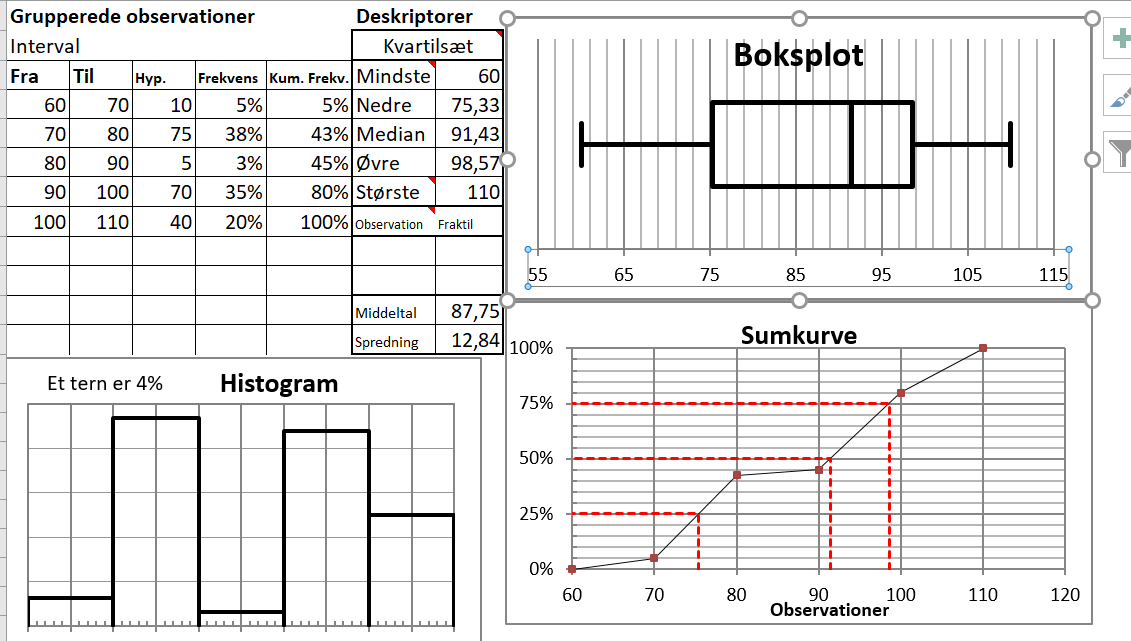 Grupperede observationer
Interval
Fra Til Hyp. Frekvens Kum. Frekv.
60 70 10 5% 5%
70 80 75 38% 43%
80 90 5 3% 45%
90 100 70 35% 80%
100 110 40 20% 100%
Deskriptorer
Kvartilsæt
Mindste 60
Nedre 75,33
Median 91,43
Øvre 98,57
Største 110
Observation Fraktil
Middeltal 87,75
Spredning 12,84
Boksplot
55 65 75 85 95 105 115
Et tern er 4% Histogram
Sumkurve
100%
75%
50%
25%
0%
60 70 80 90 100 110 120
Observationer